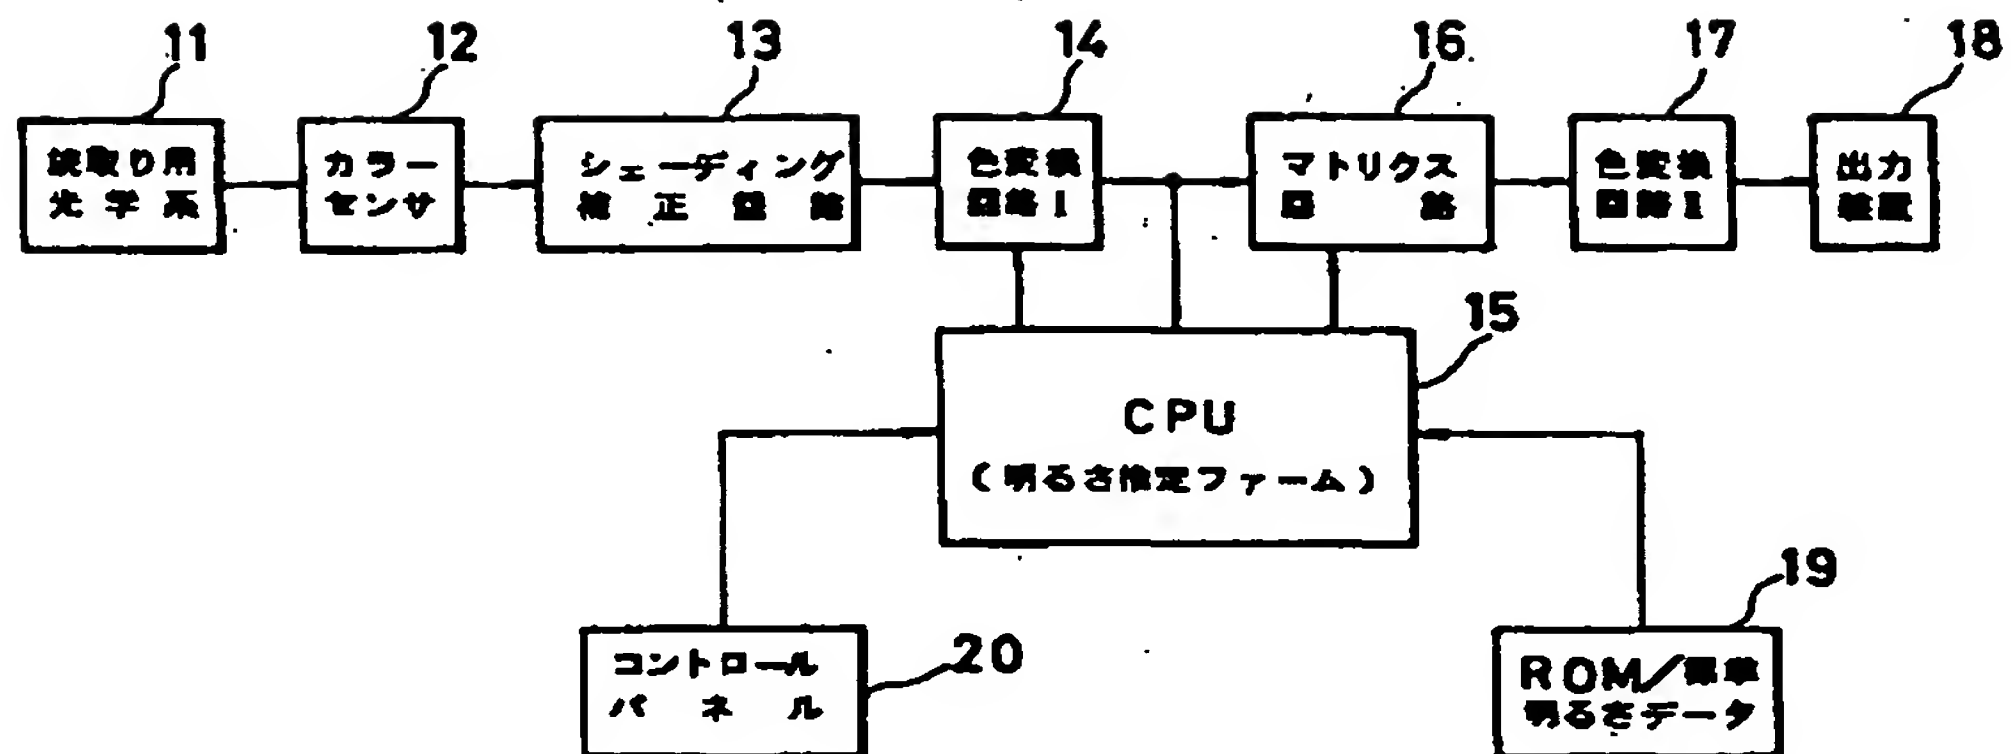 11
12
13
14
16
17
18
読取り用
光学系
カラー
センサ
シェーディング
補正回路
色変換
回路I
マトリクス
回路
色変換
回路II
出力
装置
15
CPU
(明るさ推定ファーム)
19
20
コントロール
パネル
ROM/標準
明るさデータ